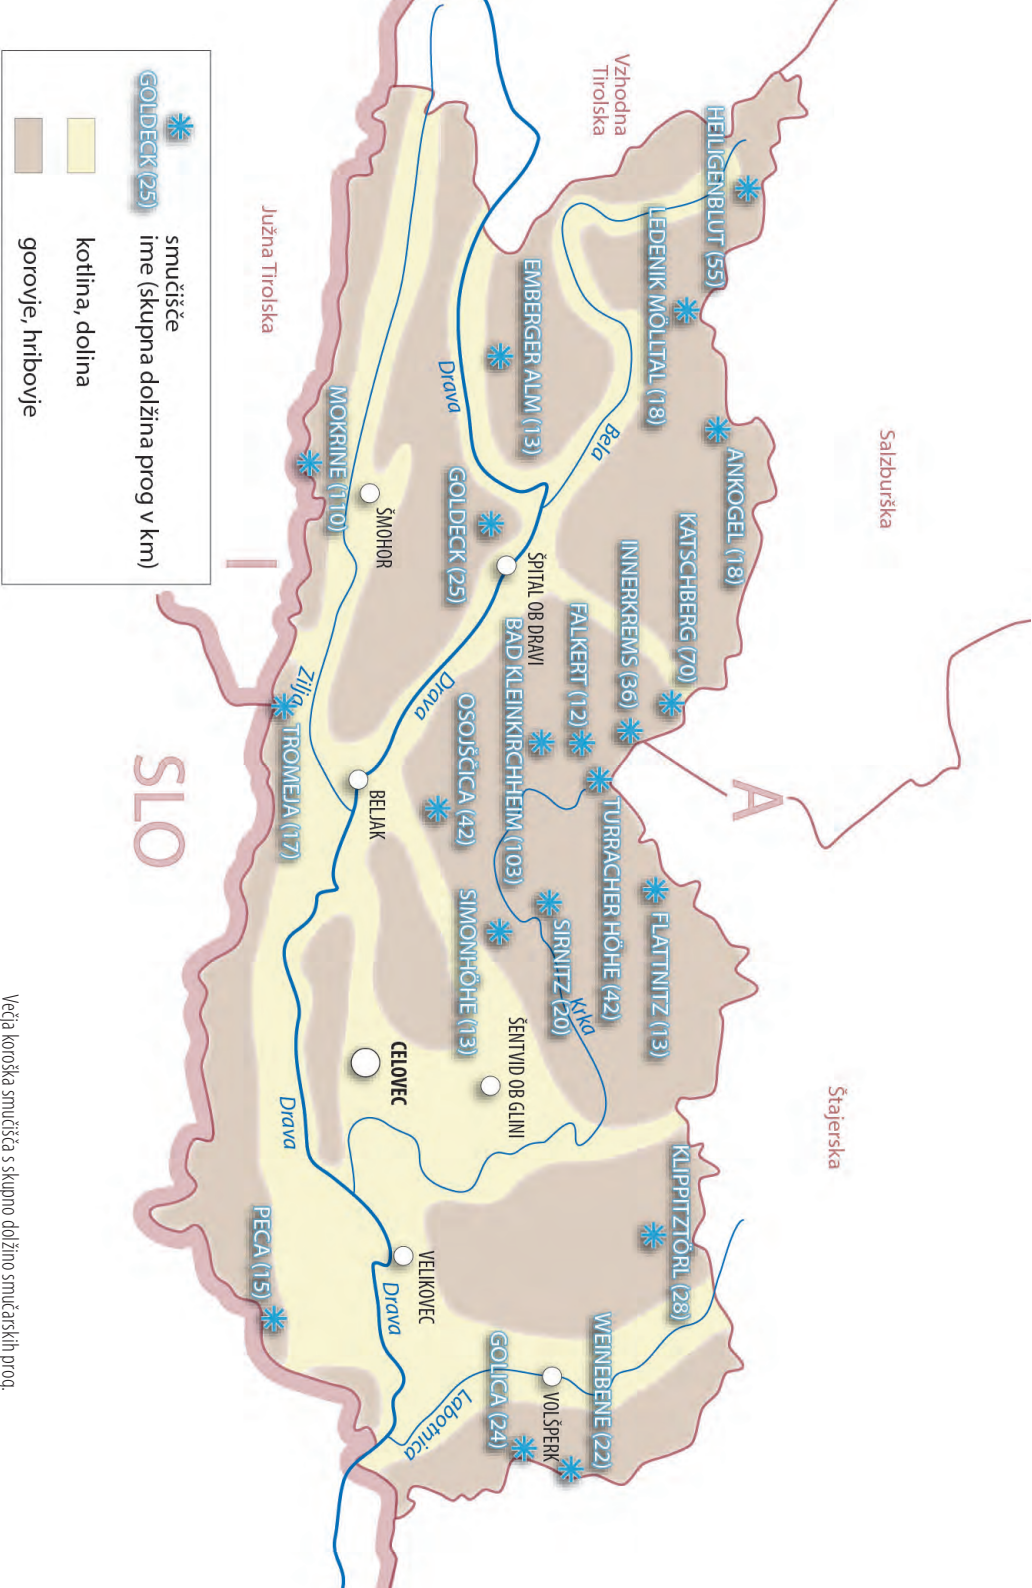 Vzhodna
Tirolska
Salzburška
A
Štajerska
HEILIGENBLUT (55)
LEDENIK MÖLLTAL (18)
ANKOGEL (18)
KATSCHBERG (70)
INNERKREMS (36)
FALKERT (12)
TURRACHER HÖHE (42)
FLATTNITZ (13)
KLIPPITZTÖRL (28)
EMBERGER ALM (13)
Bela
Drava
GOLDECK (25)
ŠPITAL OB DRAVI
BAD KLEINKIRCHHEIM (103)
SIRNITZ (20)
Krka
WEINEBENE (22)
VOLŠPERK
GOLICA (24)
Drava
OSOJŠČICA (42)
SIMONHÖHE (13)
ŠENTVID OB GLINI
Labotnica
ŠMOHOR
BELJAK
CELOVEC
VELIKOVEC
Drava
MOKRINE (110)
Zilja
TROMEJA (17)
Drava
PECA (15)
Južna Tirolska
I
SLO
GOLDECK (25)
smučišče
ime (skupna dolžina prog v km)
kotlina, dolina
gorovje, hribovje
Večja koroška smučišča s skupno dolžino smučarskih prog.